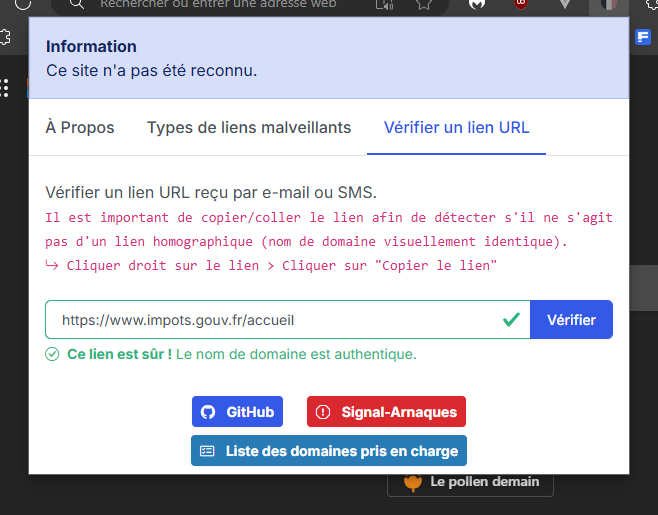 Rechercher ou entrer une adresse web
Information
Ce site n'a pas été reconnu.
À Propos
Types de liens malveillants
Vérifier un lien URL
Vérifier un lien URL reçu par e-mail ou SMS.
Il est important de copier/coller le lien afin de détecter s'il ne s'agit
pas d'un lien homographique (nom de domaine visuellement identique).
↪ Cliquer droit sur le lien > Cliquer sur "Copier le lien"
https://www.impots.gouv.fr/accueil
Vérifier
Ce lien est sûr ! Le nom de domaine est authentique.
GitHub
Signal-Arnaques
Liste des domaines pris en charge
Le pollen demain